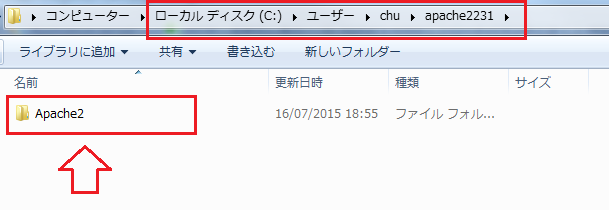 コンピューター ▸ ローカル ディスク (C:) ▸ ユーザー ▸ chu ▸ apache2231 ▸
ライブラリに追加 ▼ 共有 ▼ 書き込む 新しいフォルダー
名前 更新日時 種類 サイズ
Apache2 16/07/2015 18:55 ファイル フォル...